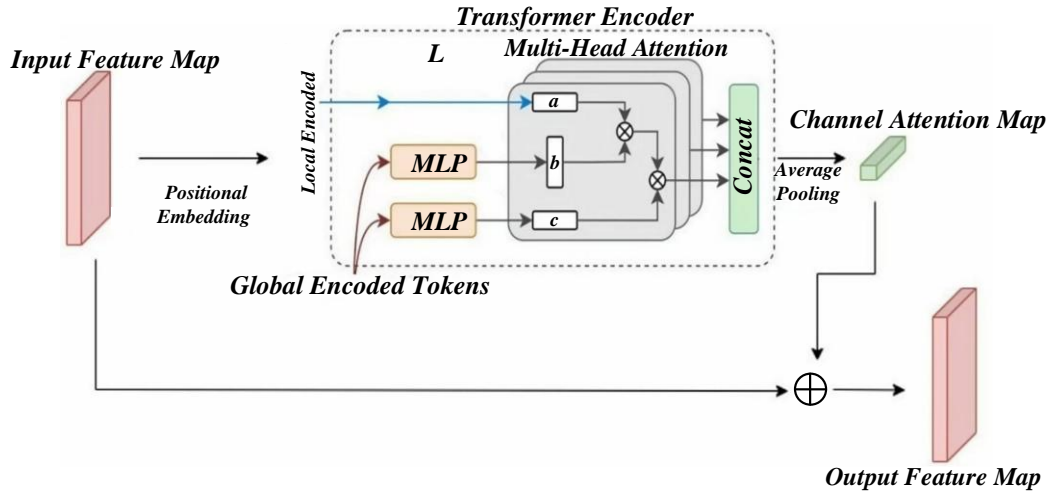 Transformer Encoder
Input Feature Map
L
Multi-Head Attention
Local Encoded
a
MLP
b
MLP
c
Concat
Channel Attention Map
Positional
Embedding
Average
Pooling
Global Encoded Tokens
Output Feature Map